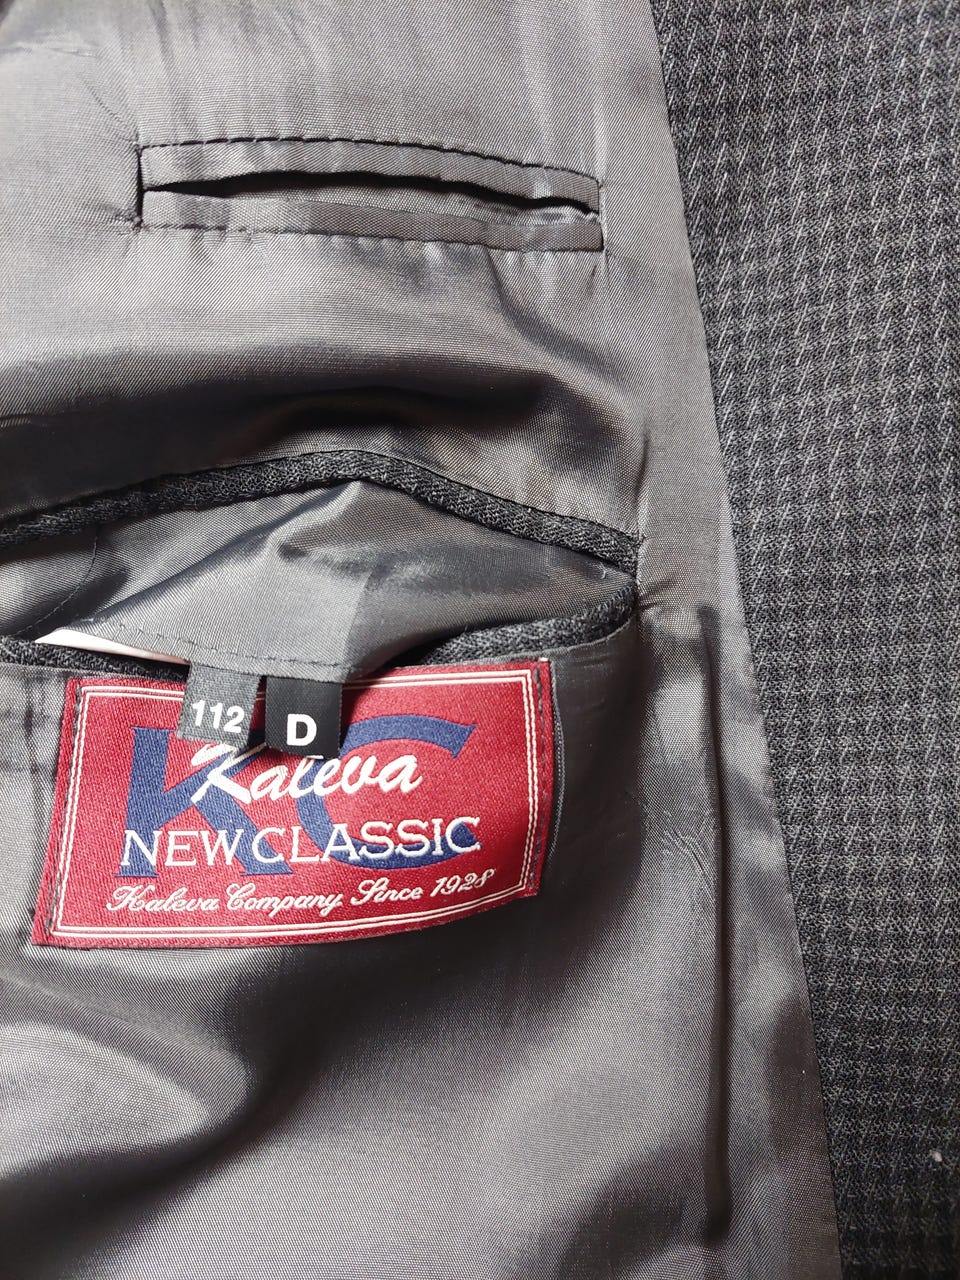 112 D
KC
Kaleva
NEW CLASSIC
Kaleva Company Since 1928